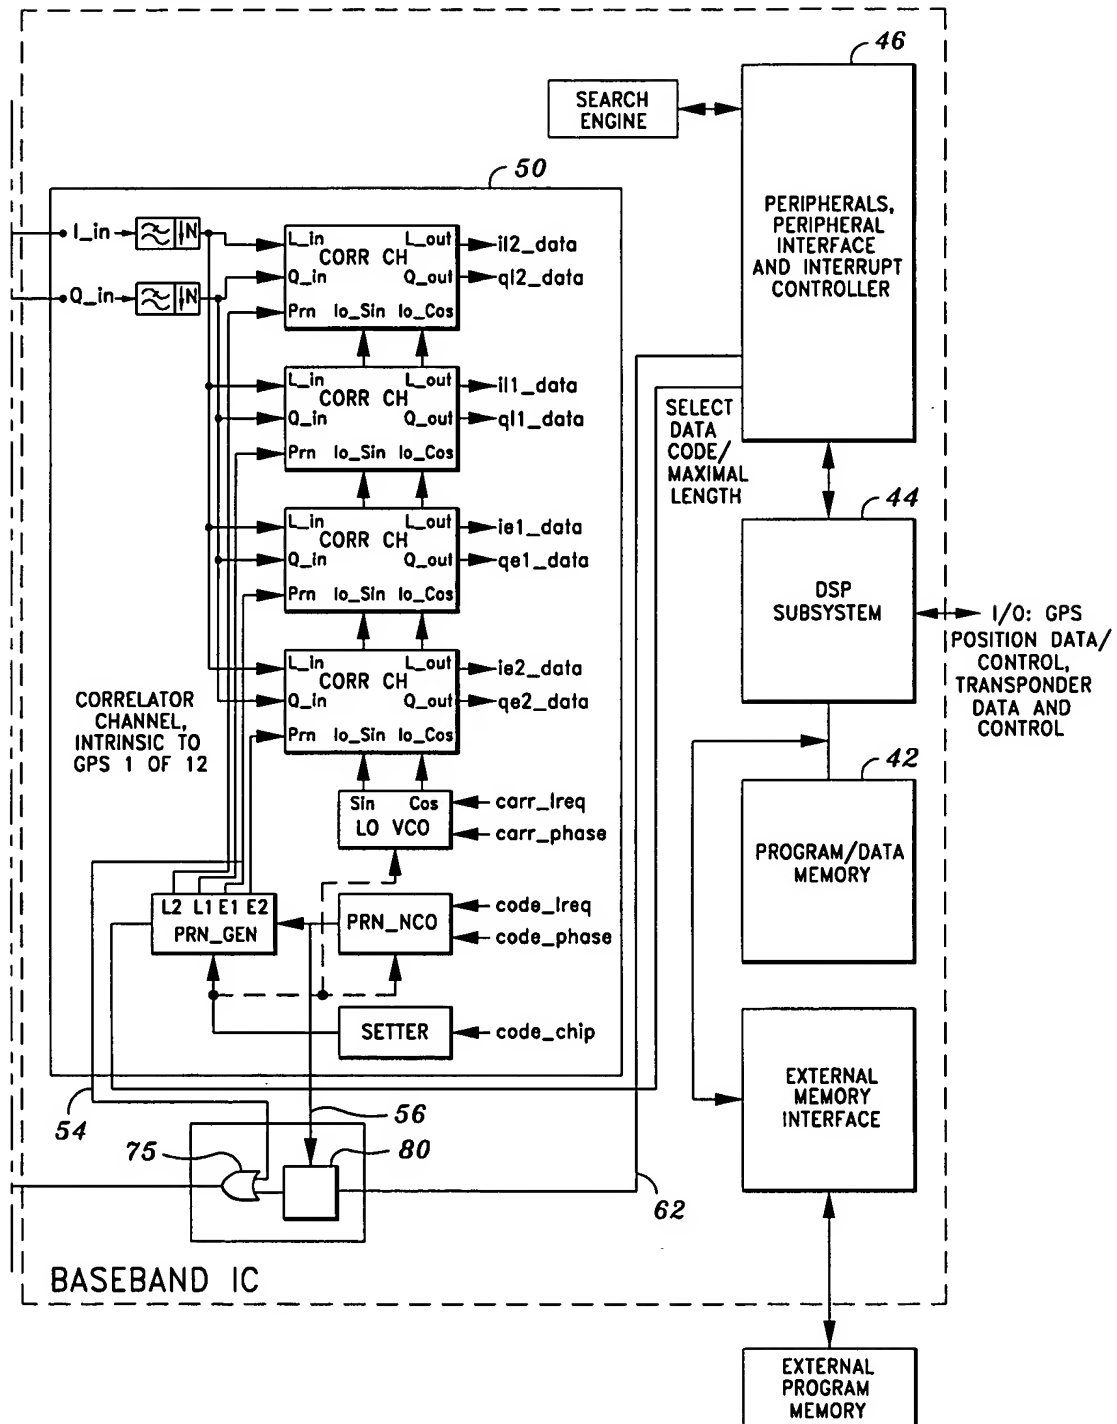 46
SEARCH
ENGINE
PERIPHERALS,
PERIPHERAL
INTERFACE
AND INTERRUPT
CONTROLLER
50
I_in
↓N
Q_in
↓N
L_in L_out
CORR CH
Q_in Q_out
Prn lo_Sin lo_Cos
il2_data
ql2_data
L_in L_out
CORR CH
Q_in Q_out
Prn lo_Sin lo_Cos
il1_data
ql1_data
SELECT
DATA
CODE/
MAXIMAL
LENGTH
L_in L_out
CORR CH
Q_in Q_out
Prn lo_Sin lo_Cos
ie1_data
qe1_data
44
DSP
SUBSYSTEM
I/O: GPS
POSITION DATA/
CONTROL,
TRANSPONDER
DATA AND
CONTROL
L_in L_out
CORR CH
Q_in Q_out
Prn lo_Sin lo_Cos
ie2_data
qe2_data
CORRELATOR
CHANNEL,
INTRINSIC TO
GPS 1 OF 12
42
PROGRAM/DATA
MEMORY
Sin Cos
LO VCO
carr_lreq
carr_phase
L2 L1 E1 E2
PRN_GEN
PRN_NCO
code_lreq
code_phase
SETTER
code_chip
EXTERNAL
MEMORY
INTERFACE
54
56
75
80
62
BASEBAND IC
EXTERNAL
PROGRAM
MEMORY